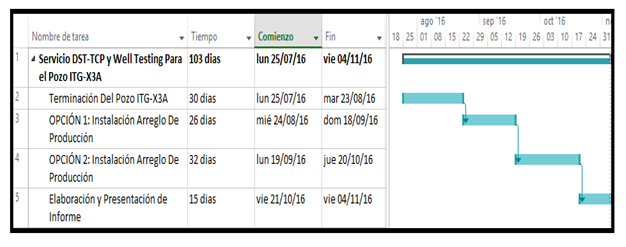 Nombre de tarea Tiempo Comienzo Fin
ago '16 sep '16 oct '16 n
18 25 01 08 15 22 29 05 12 19 26 03 10 17 24 31
1 Servicio DST-TCP y Well Testing Para 103 dias lun 25/07/16 vie 04/11/16
el Pozo ITG-X3A
2 Terminación Del Pozo ITG-X3A 30 dias lun 25/07/16 mar 23/08/16
3 OPCIÓN 1: Instalación Arreglo De 26 dias mié 24/08/16 dom 18/09/16
Producción
4 OPCIÓN 2: Instalación Arreglo De 32 dias lun 19/09/16 jue 20/10/16
Producción
5 Elaboración y Presentación de 15 dias vie 21/10/16 vie 04/11/16
Informe